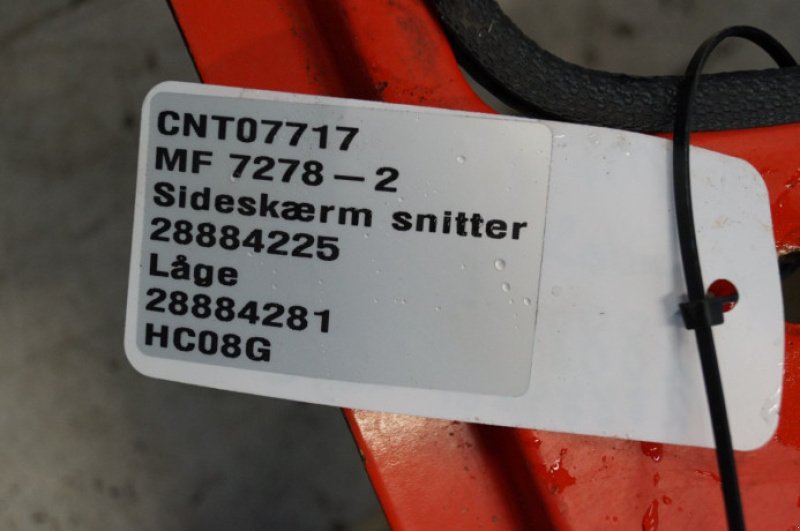 CNT07717
MF 7278-2
Sideskærm snitter
28884225
Låge
28884281
HC08G